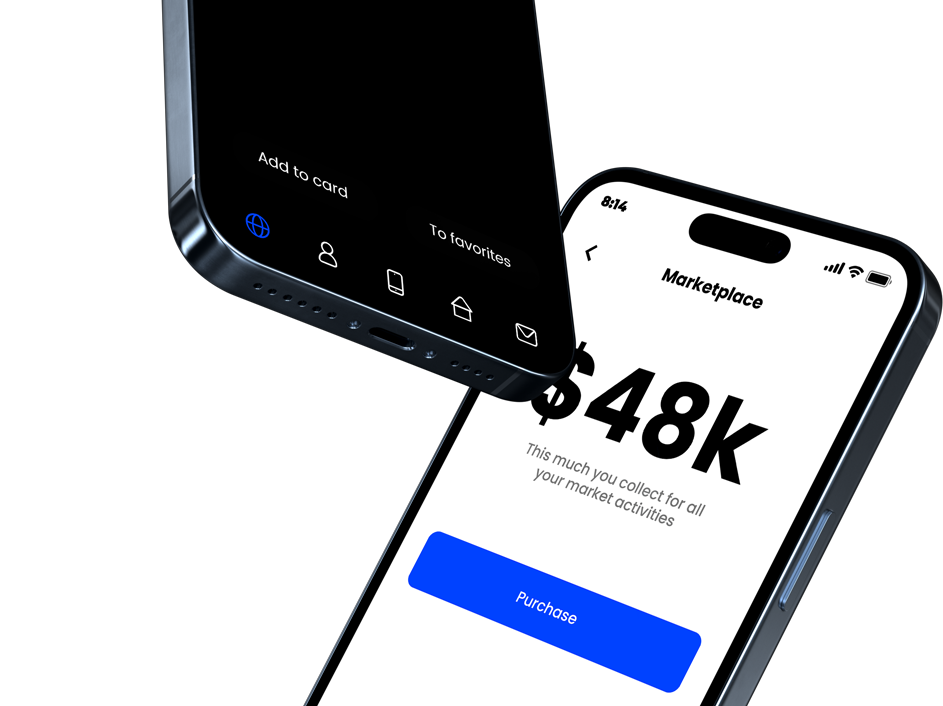 Add to card
To favorites
8:14
Marketplace
$48k
This much you collect for all
your market activities
Purchase